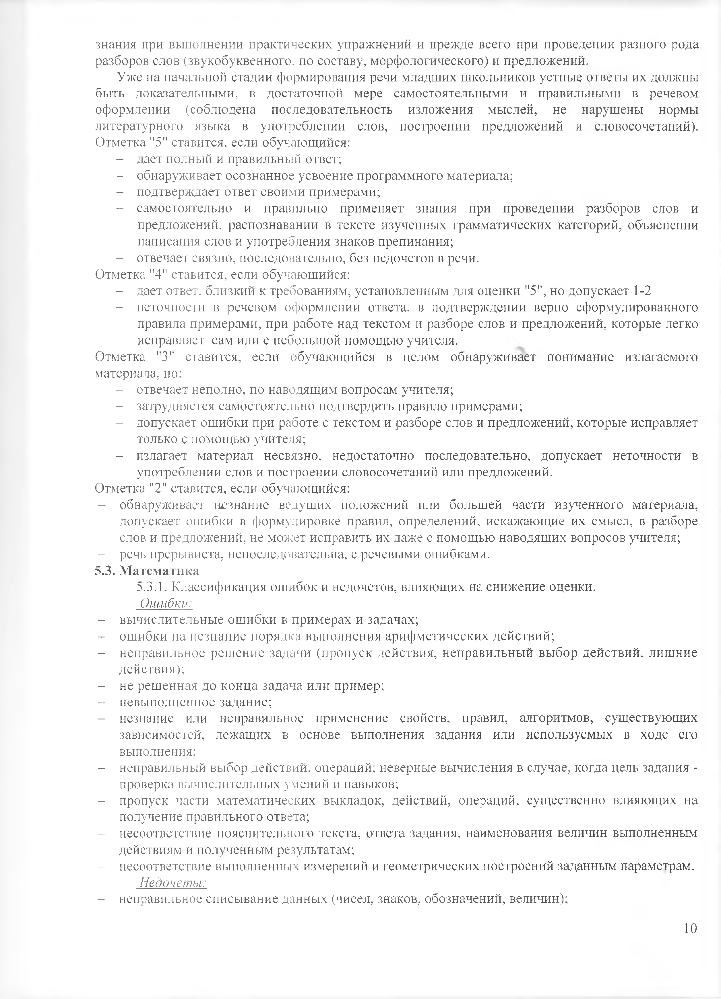 знания при выполнении практических упражнений и прежде всего при проведении разного рода
разборов слов (звукобуквенного. по составу, морфологического) и предложений.
Уже на начальной стадии формирования речи младших школьников устные ответы их должны
быть доказательными, в достаточной мере самостоятельными и правильными в речевом
оформлении (соблюдена последовательность изложения мыслей, не нарушены нормы
литературного языка в употреблении слов, построении предложений и словосочетаний).
Отметка "5" ставится. если обучающийся:
– дает полный и правильный ответ;
– обнаруживает осознанное усвоение программного материала;
– подтверждает ответ своими примерами;
– самостоятельно и правильно применяет знания при проведении разборов слов и
предложений. распознавании в тексте изученных грамматических категорий, объяснении
написания слов и употребления знаков препинания;
– отвечает связно, последовательно, без недочетов в речи.
Отметка "4" ставится, если обучающийся:
– дает ответ. близкий к требованиям, установленным для оценки "5", но допускает 1-2
– неточности в речевом оформлении ответа, в подтверждении верно сформулированного
правила примерами, при работе над текстом и разборе слов и предложений, которые легко
исправляет сам или с небольшой помощью учителя.
Отметка "3" ставится, если обучающийся в целом обнаруживает понимание излагаемого
материала, но:
– отвечает неполно, по наводящим вопросам учителя;
– затрудняется самостоятельно подтвердить правило примерами;
– допускает ошибки при работе с текстом и разборе слов и предложений, которые исправляет
только с помощью учителя;
– излагает материал несвязно, недостаточно последовательно, допускает неточности в
употреблении слов и построении словосочетаний или предложений.
Отметка "2" ставится, если обучающийся:
– обнаруживает незнание ведущих положений или большей части изученного материала,
допускает ошибки в формулировке правил, определений, искажающие их смысл, в разборе
слов и предложений, не может исправить их даже с помощью наводящих вопросов учителя;
– речь прерывиста, непоследовательна, с речевыми ошибками.
5.3. Математика
5.3.1. Классификация ошибок и недочетов, влияющих на снижение оценки.
Ошибки:
– вычислительные ошибки в примерах и задачах;
– ошибки на незнание порядка выполнения арифметических действий;
– неправильное решение задачи (пропуск действия, неправильный выбор действий, лишние
действия);
– не решенная до конца задача или пример;
– невыполненное задание;
– незнание или неправильное применение свойств, правил, алгоритмов, существующих
зависимостей, лежащих в основе выполнения задания или используемых в ходе его
выполнения:
– неправильный выбор действий, операций; неверные вычисления в случае, когда цель задания -
проверка вычислительных умений и навыков;
– пропуск части математических выкладок, действий, операций, существенно влияющих на
получение правильного ответа;
– несоответствие пояснительного текста, ответа задания, наименования величин выполненным
действиям и полученным результатам;
– несоответствие выполненных измерений и геометрических построений заданным параметрам.
Недочеты:
– неправильное списывание данных (чисел, знаков, обозначений, величин);
10